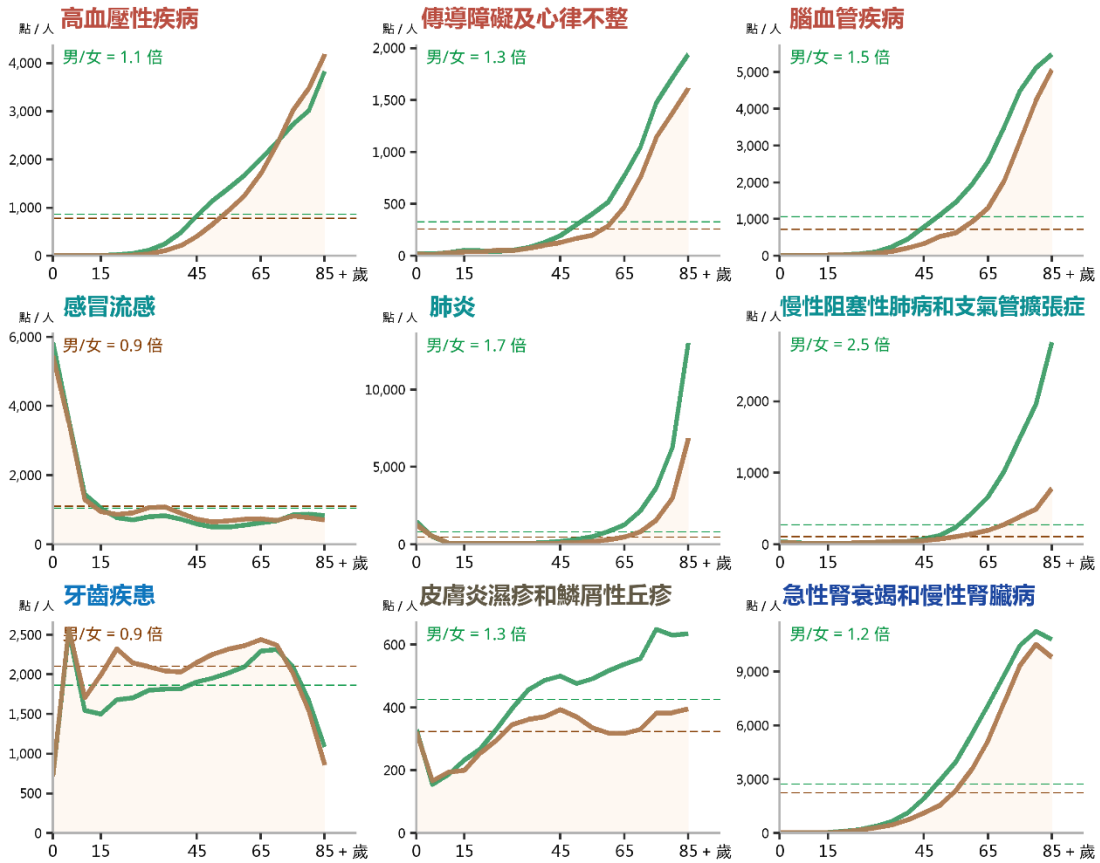 高血壓性疾病
點 / 人
男/女 = 1.1 倍
4,000
3,000
2,000
1,000
0
0 15 45 65 85 + 歲
傳導障礙及心律不整
點 / 人
男/女 = 1.3 倍
2,000
1,500
1,000
500
0
0 15 45 65 85 + 歲
腦血管疾病
點 / 人
男/女 = 1.5 倍
5,000
4,000
3,000
2,000
1,000
0
0 15 45 65 85 + 歲
感冒流感
點 / 人
男/女 = 0.9 倍
6,000
4,000
2,000
0
0 15 45 65 85 + 歲
肺炎
點 / 人
男/女 = 1.7 倍
10,000
5,000
0
0 15 45 65 85 + 歲
慢性阻塞性肺病和支氣管擴張症
點 / 人
男/女 = 2.5 倍
2,000
1,000
0
0 15 45 65 85 + 歲
牙齒疾患
點 / 人
男/女 = 0.9 倍
2,500
2,000
1,500
1,000
500
0
0 15 45 65 85 + 歲
皮膚炎濕疹和鱗屑性丘疹
點 / 人
男/女 = 1.3 倍
600
400
200
0
0 15 45 65 85 + 歲
急性腎衰竭和慢性腎臟病
點 / 人
男/女 = 1.2 倍
9,000
6,000
3,000
0
0 15 45 65 85 + 歲